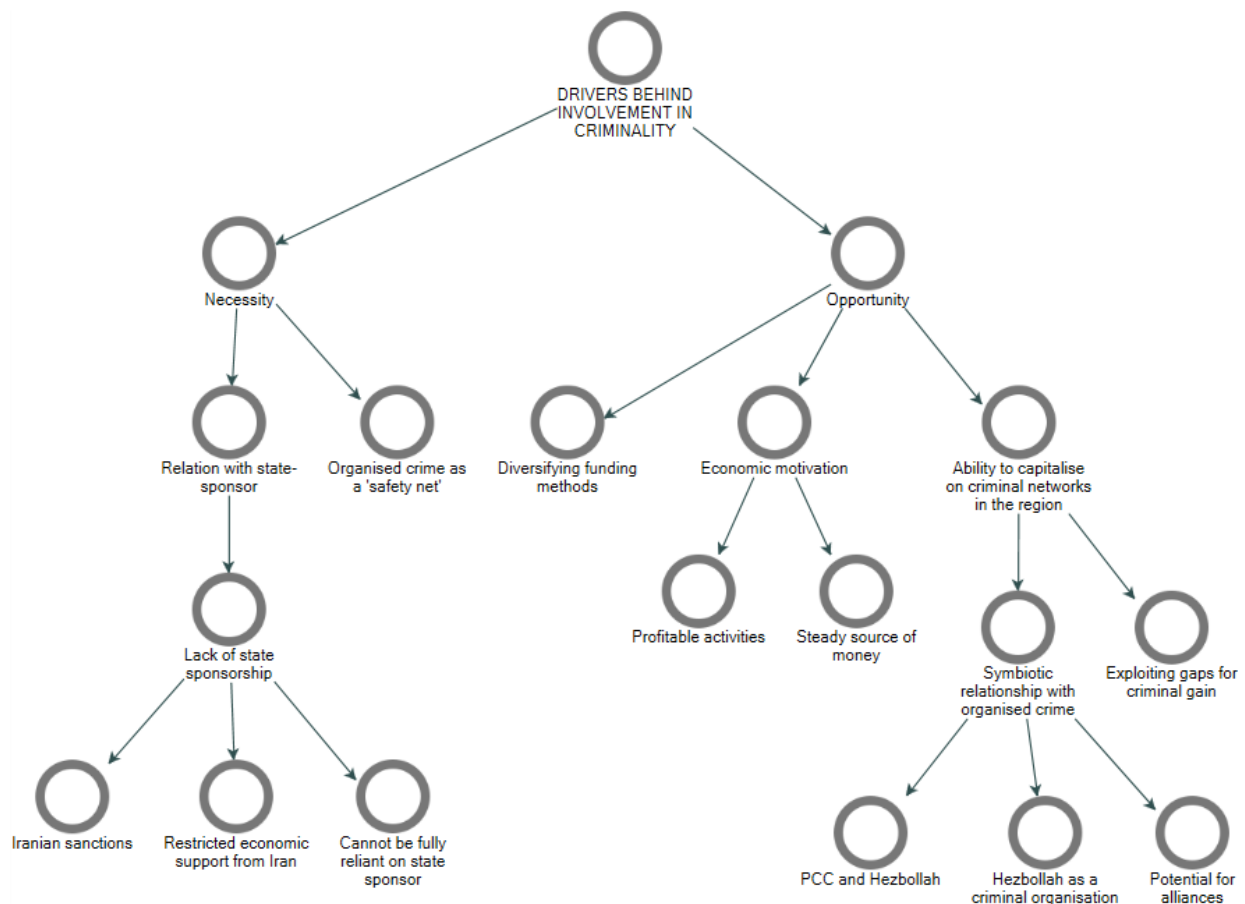 DRIVERS BEHIND
INVOLVEMENT IN
CRIMINALITY
Necessity
Opportunity
Relation with state-
sponsor
Organised crime as
a 'safety net'
Diversifying funding
methods
Economic motivation
Ability to capitalise
on criminal networks
in the region
Profitable activities
Steady source of
money
Lack of state
sponsorship
Symbiotic
relationship with
organised crime
Exploiting gaps for
criminal gain
Iranian sanctions
Restricted economic
support from Iran
Cannot be fully
reliant on state
sponsor
PCC and Hezbollah
Hezbollah as a
criminal organisation
Potential for
alliances